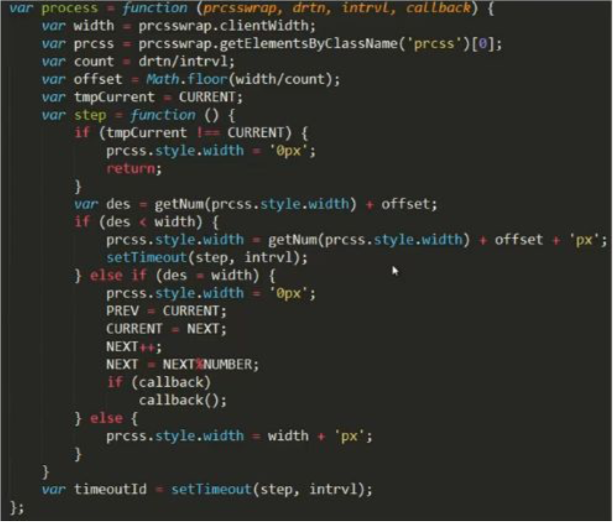 var process = function (prcsswrap, drtn, intrvl, callback) {
    var width = prcsswrap.clientWidth;
    var prcss = prcsswrap.getElementsByClassName('prcss')[0];
    var count = drtn/intrvl;
    var offset = Math.floor(width/count);
    var tmpCurrent = CURRENT;
    var step = function () {
        if (tmpCurrent !== CURRENT) {
            prcss.style.width = '0px';
            return;
        }
        var des = getNum(prcss.style.width) + offset;
        if (des < width) {
            prcss.style.width = getNum(prcss.style.width) + offset + 'px';
            setTimeout(step, intrvl);
        } else if (des = width) {
            prcss.style.width = '0px';
            PREV = CURRENT;
            CURRENT = NEXT;
            NEXT++;
            NEXT = NEXT%NUMBER;
            if (callback)
                callback();
        } else {
            prcss.style.width = width + 'px';
        }
    }
    var timeoutId = setTimeout(step, intrvl);
};